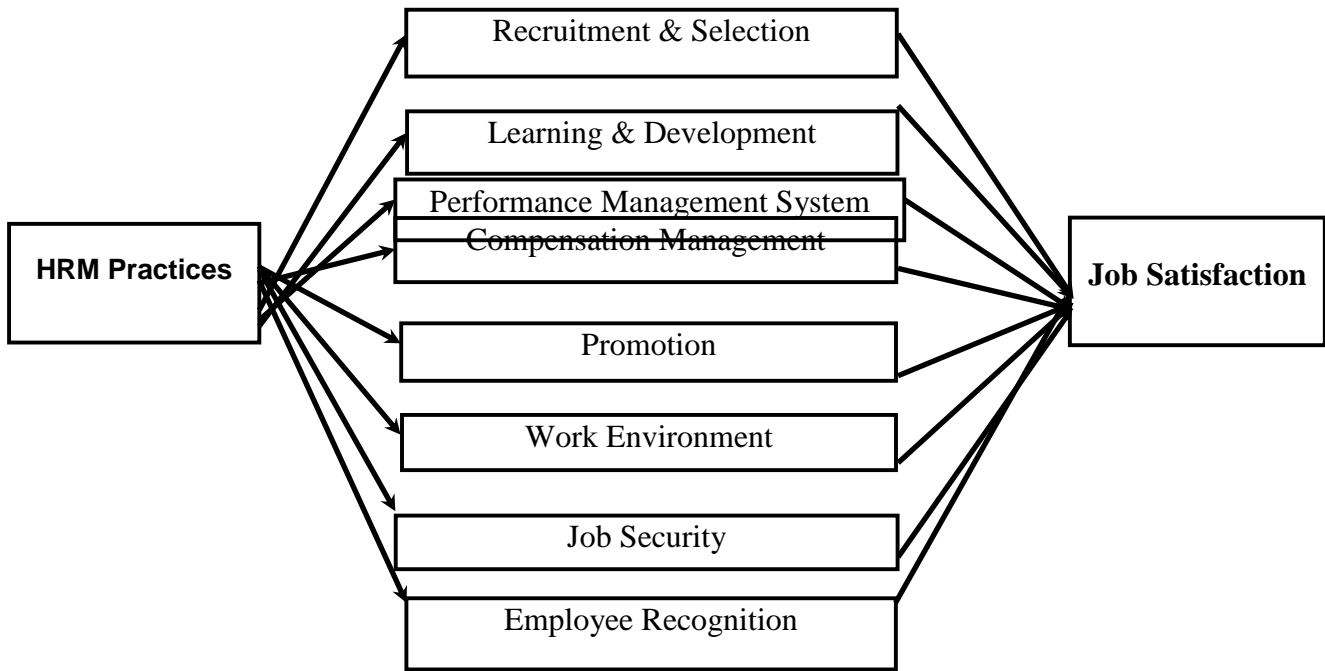 Recruitment & Selection
Learning & Development
Performance Management System
Compensation Management
HRM Practices
Job Satisfaction
Promotion
Work Environment
Job Security
Employee Recognition